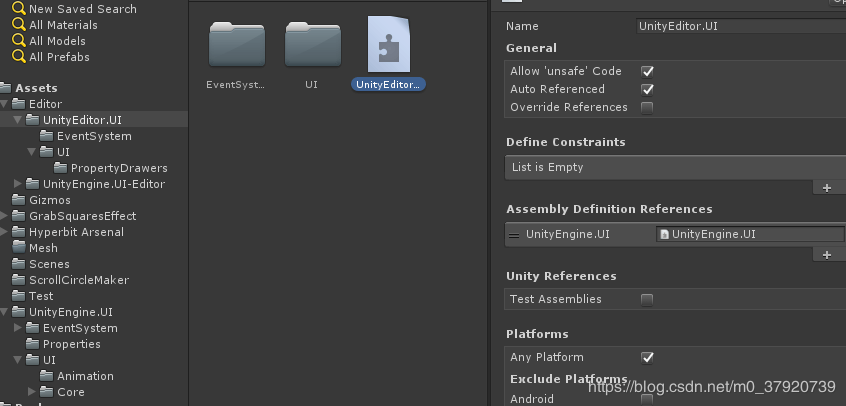 New Saved Search
All Materials
All Models
All Prefabs
Assets
Editor
UnityEditor.UI
EventSystem
UI
PropertyDrawers
UnityEngine.UI-Editor
Gizmos
GrabSquaresEffect
Hyperbit Arsenal
Mesh
Scenes
ScrollCircleMaker
Test
UnityEngine.UI
EventSystem
Properties
UI
Animation
Core
EventSyst...
UI
UnityEditor...
Name UnityEditor.UI
General
Allow 'unsafe' Code
Auto Referenced
Override References
Define Constraints
List is Empty
+
Assembly Definition References
UnityEngine.UI UnityEngine.UI
+
Unity References
Test Assemblies
Platforms
Any Platform
Exclude Platforms
Android
https://blog.csdn.net/m0_37920739